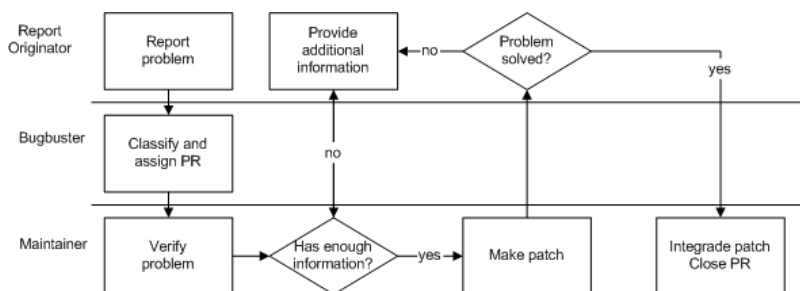 Report
Originator
Report
problem
Provide
additional
information
no
Problem
solved?
yes
Bugbuster
Classify and
assign PR
no
Maintainer
Verify
problem
Has enough
information?
yes
Make patch
Integrade patch
Close PR